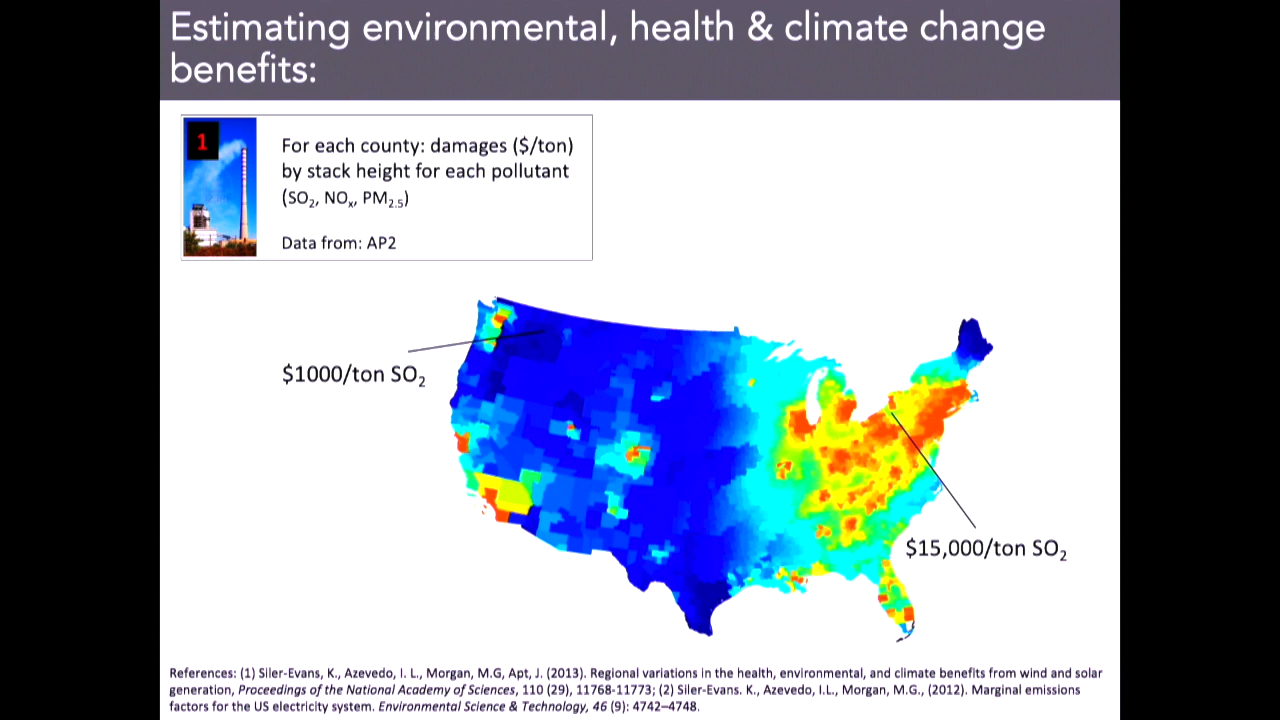 Estimating environmental, health & climate change
benefits:
1
For each county: damages ($/ton)
by stack height for each pollutant
(SO₂, NOₓ, PM₂.₅)
Data from: AP2
$1000/ton SO₂
$15,000/ton SO₂
References: (1) Siler-Evans, K., Azevedo, I. L., Morgan, M.G, Apt, J. (2013). Regional variations in the health, environmental, and climate benefits from wind and solar
generation, Proceedings of the National Academy of Sciences, 110 (29), 11768-11773; (2) Siler-Evans. K., Azevedo, I.L., Morgan, M.G., (2012). Marginal emissions
factors for the US electricity system. Environmental Science & Technology, 46 (9): 4742–4748.